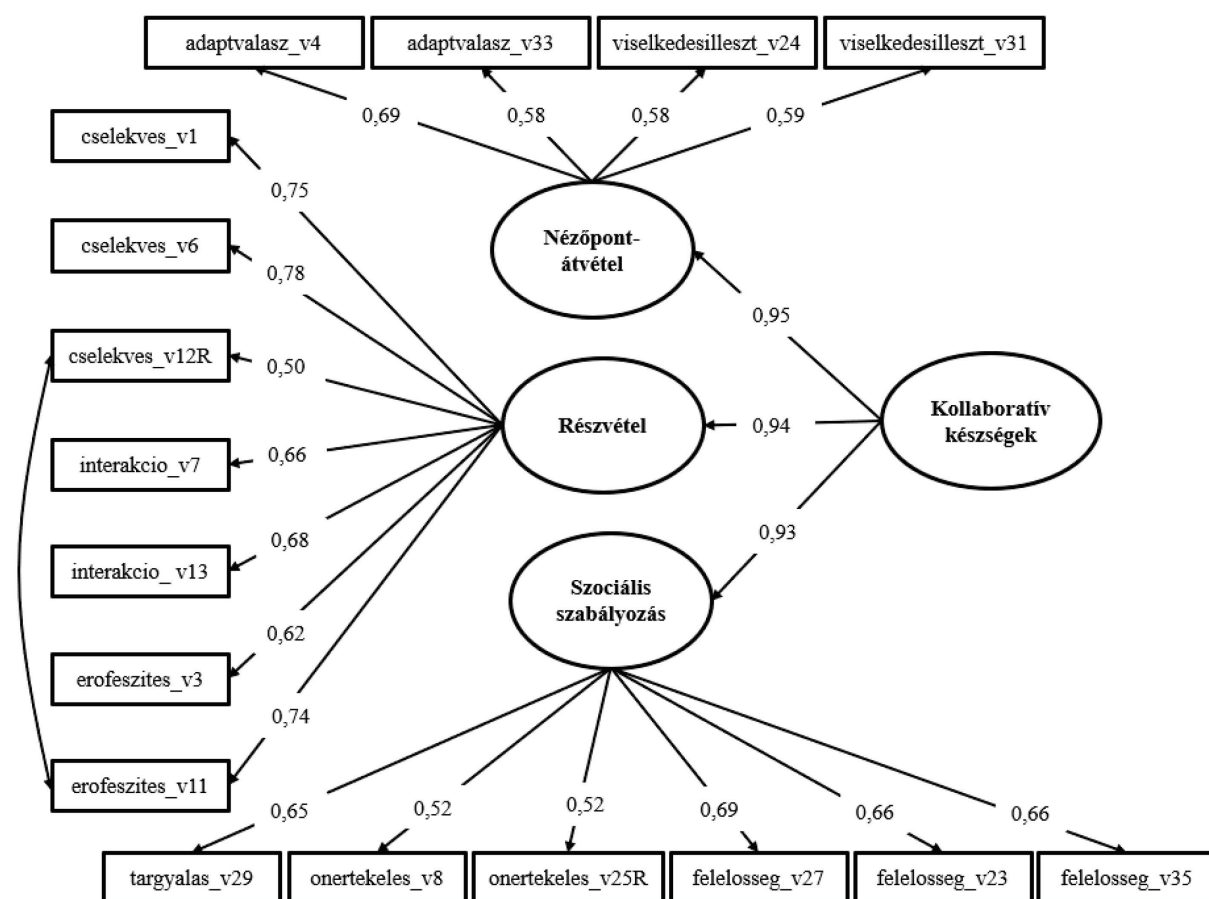 adaptvalasz_v4
adaptvalasz_v33
viselkedesilleszt_v24
viselkedesilleszt_v31
0,69
0,58
0,58
0,59
cselekves_v1
0,75
Nézőpont-
átvétel
cselekves_v6
0,78
0,95
cselekves_v12R
0,50
Részvétel
0,94
Kollaboratív
készségek
interakcio_v7
0,66
interakcio_ v13
0,68
0,93
Szociális
szabályozás
erofeszites_v3
0,62
erofeszites_v11
0,74
0,65
0,52
0,52
0,69
0,66
0,66
targyalas_v29
onertekeles_v8
onertekeles_v25R
felelosseg_v27
felelosseg_v23
felelosseg_v35